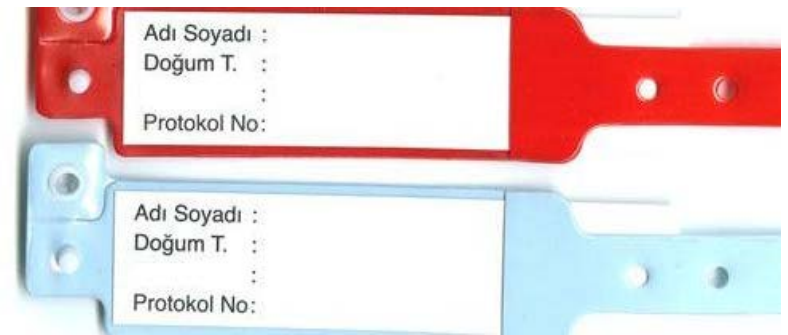 Adı Soyadı :
Doğum T. :
:
Protokol No:
Adı Soyadı :
Doğum T. :
:
Protokol No: